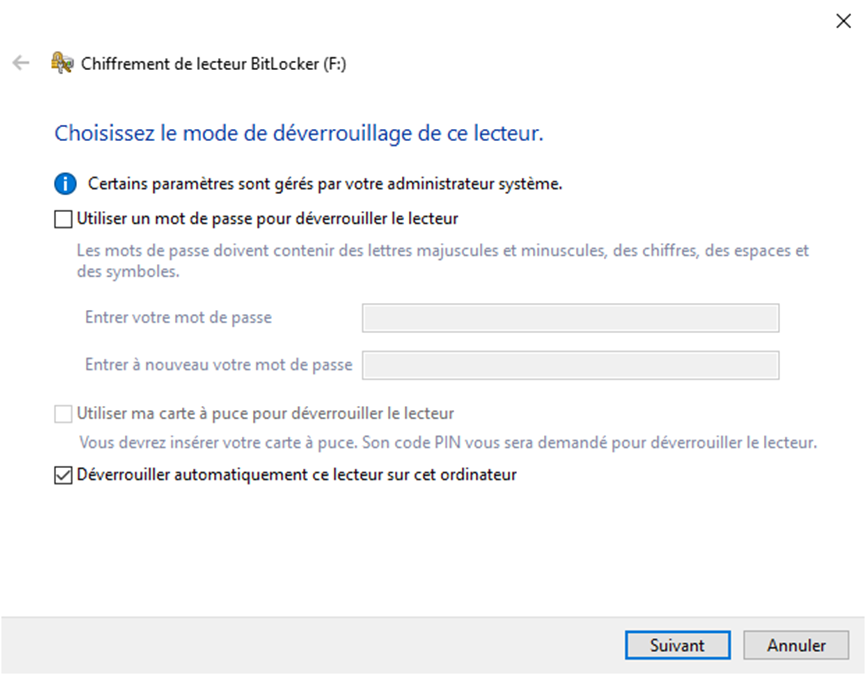 Chiffrement de lecteur BitLocker (F:)
Choisissez le mode de déverrouillage de ce lecteur.
Certains paramètres sont gérés par votre administrateur système.
Utiliser un mot de passe pour déverrouiller le lecteur
Les mots de passe doivent contenir des lettres majuscules et minuscules, des chiffres, des espaces et
des symboles.
Entrer votre mot de passe
Entrer à nouveau votre mot de passe
Utiliser ma carte à puce pour déverrouiller le lecteur
Vous devrez insérer votre carte à puce. Son code PIN vous sera demandé pour déverrouiller le lecteur.
Déverrouiller automatiquement ce lecteur sur cet ordinateur
Suivant Annuler